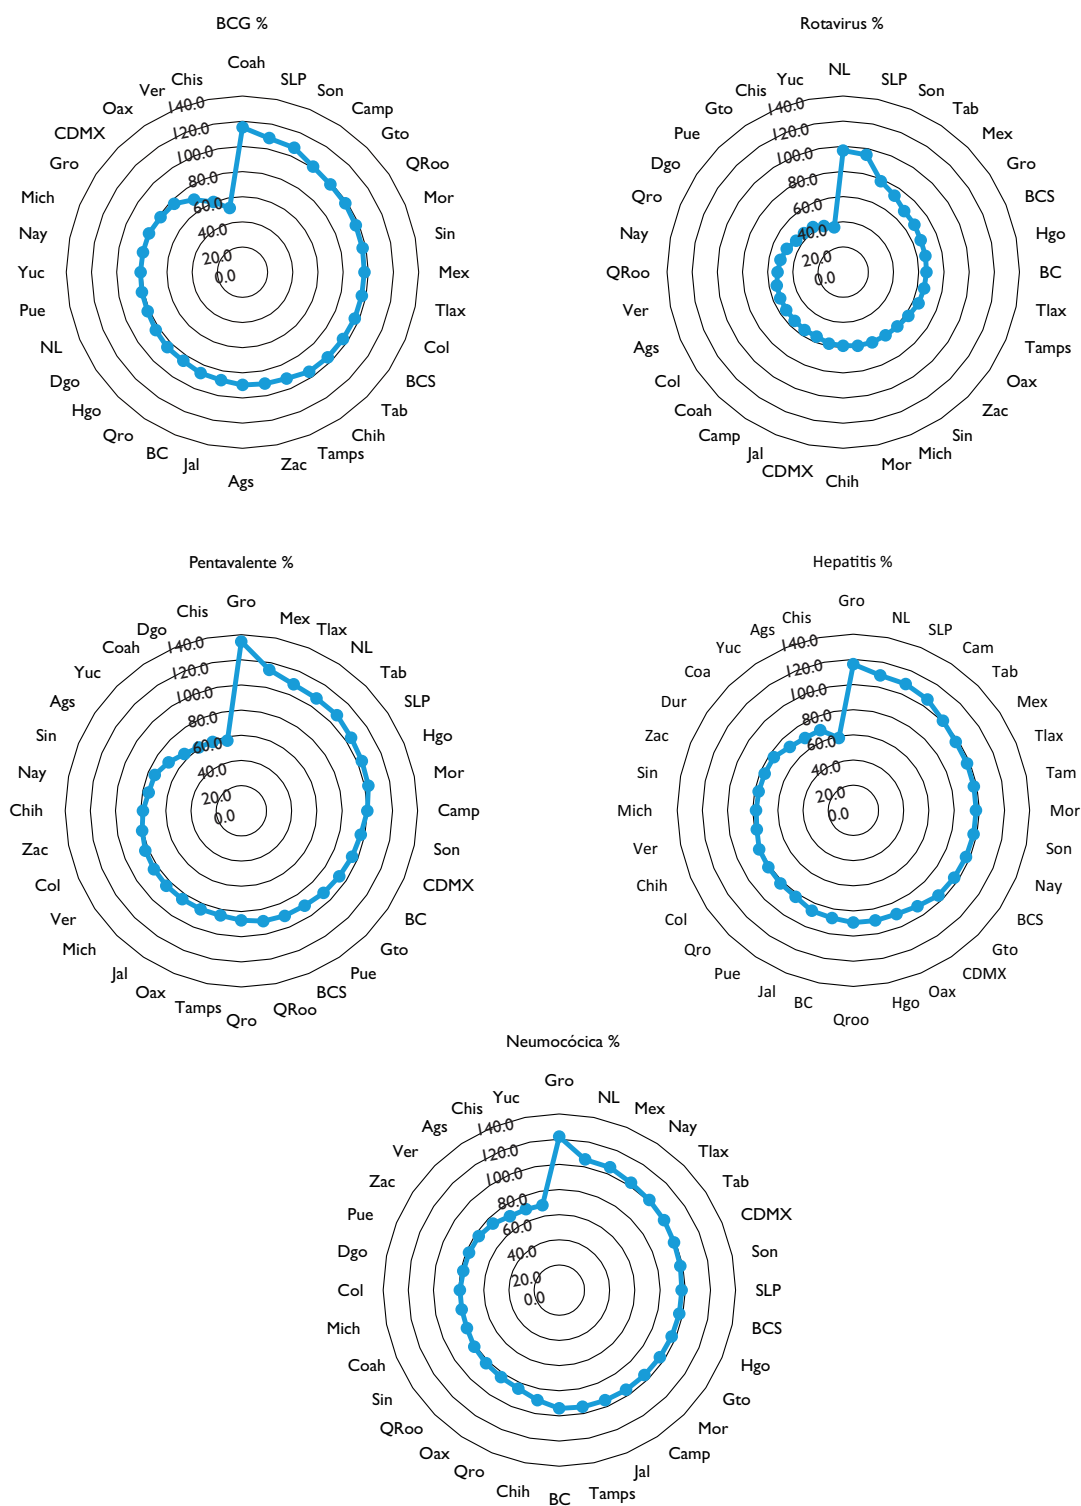 BCG %
Coah
SLP
Son
Camp
Gto
QRoo
Mor
Sin
Mex
Tlax
Col
BCS
Tab
Chih
Tamps
Zac
Ags
Jal
BC
Qro
Hgo
Dgo
NL
Pue
Yuc
Nay
Mich
Gro
CDMX
Oax
Ver
Chis
140.0
120.0
100.0
80.0
60.0
40.0
20.0
0.0
Rotavirus %
NL
SLP
Son
Tab
Mex
Gro
BCS
Hgo
BC
Tlax
Tamps
Oax
Zac
Sin
Mich
Mor
Chih
CDMX
Jal
Camp
Coah
Col
Ags
Ver
QRoo
Nay
Qro
Dgo
Pue
Gto
Chis
Yuc
140.0
120.0
100.0
80.0
60.0
40.0
20.0
0.0
Pentavalente %
Gro
Mex
Tlax
NL
Tab
SLP
Hgo
Mor
Camp
Son
CDMX
BC
Gto
Pue
BCS
QRoo
Qro
Tamps
Oax
Jal
Mich
Ver
Col
Zac
Chih
Nay
Sin
Ags
Yuc
Coah
Dgo
Chis
140.0
120.0
100.0
80.0
60.0
40.0
20.0
0.0
Hepatitis %
Gro
NL
SLP
Cam
Tab
Mex
Tlax
Tam
Mor
Son
Nay
BCS
Gto
CDMX
Oax
Hgo
Qroo
BC
Jal
Pue
Qro
Col
Chih
Ver
Mich
Sin
Zac
Dur
Coa
Yuc
Ags
Chis
140.0
120.0
100.0
80.0
60.0
40.0
20.0
0.0
Neumocócica %
Gro
NL
Mex
Nay
Tlax
Tab
CDMX
Son
SLP
BCS
Hgo
Gto
Mor
Camp
Jal
Tamps
BC
Chih
Qro
Oax
QRoo
Sin
Coah
Mich
Col
Dgo
Pue
Zac
Ver
Ags
Chis
Yuc
140.0
120.0
100.0
80.0
60.0
40.0
20.0
0.0